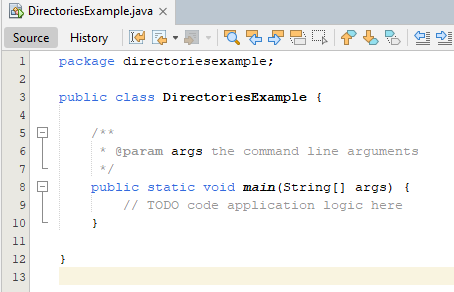 DirectoriesExample.java
Source History
1 package directoriesexample;
2
3 public class DirectoriesExample {
4
5 /**
6 * @param args the command line arguments
7 */
8 public static void main(String[] args) {
9 // TODO code application logic here
10 }
11
12 }
13